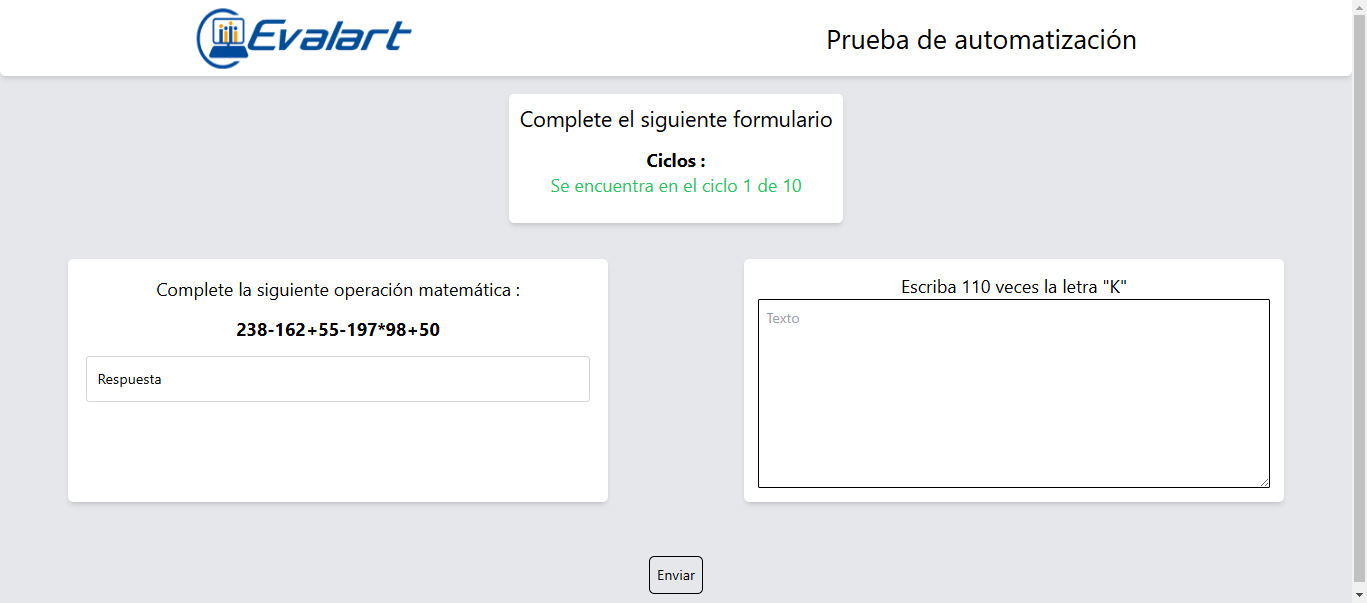 Evalart
Prueba de automatización
Complete el siguiente formulario
Ciclos :
Se encuentra en el ciclo 1 de 10
Complete la siguiente operación matemática :
238-162+55-197*98+50
Respuesta
Escriba 110 veces la letra "K"
Texto
Enviar